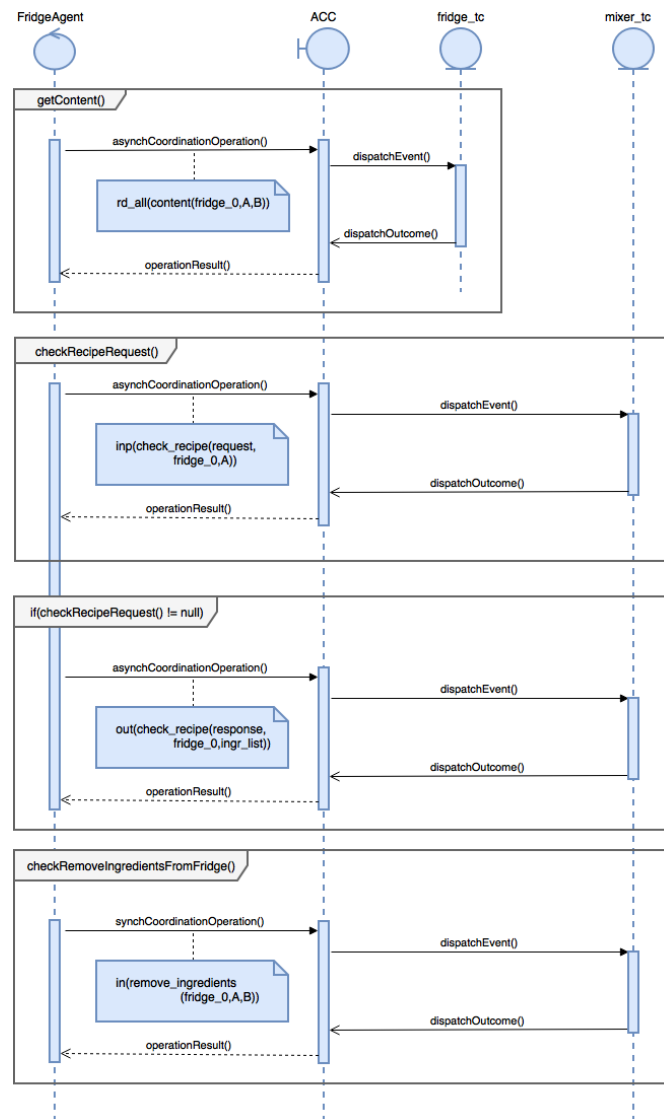 FridgeAgent
ACC
fridge_tc
mixer_tc
getContent()
asynchCoordinationOperation()
dispatchEvent()
rd_all(content(fridge_0,A,B))
dispatchOutcome()
operationResult()
checkRecipeRequest()
asynchCoordinationOperation()
dispatchEvent()
inp(check_recipe(request,
fridge_0,A))
dispatchOutcome()
operationResult()
if(checkRecipeRequest() != null)
asynchCoordinationOperation()
dispatchEvent()
out(check_recipe(response,
fridge_0,ingr_list))
dispatchOutcome()
operationResult()
checkRemoveIngredientsFromFridge()
synchCoordinationOperation()
dispatchEvent()
in(remove_ingredients
(fridge_0,A,B))
dispatchOutcome()
operationResult()